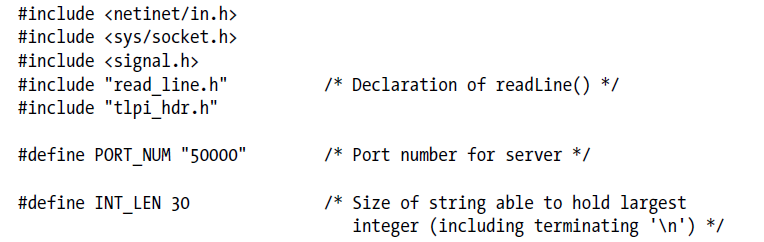 #include <netinet/in.h>
#include <sys/socket.h>
#include <signal.h>
#include "read_line.h" /* Declaration of readLine() */
#include "tlpi_hdr.h"
#define PORT_NUM "50000" /* Port number for server */
#define INT_LEN 30 /* Size of string able to hold largest
integer (including terminating '\n') */